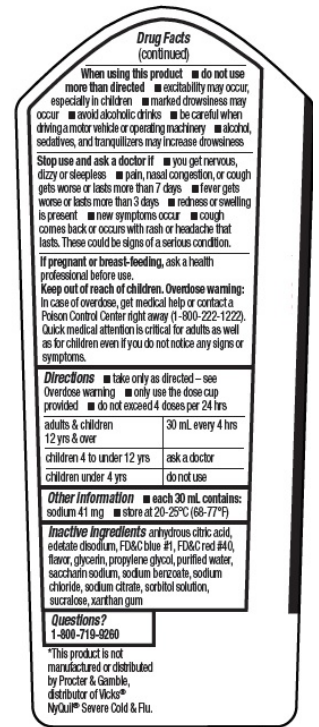 Drug Facts
(continued)
When using this product ■ do not use
more than directed ■ excitability may occur,
especially in children ■ marked drowsiness may
occur ■ avoid alcoholic drinks ■ be careful when
driving a motor vehicle or operating machinery ■ alcohol,
sedatives, and tranquilizers may increase drowsiness
Stop use and ask a doctor if ■ you get nervous,
dizzy or sleepless ■ pain, nasal congestion, or cough
gets worse or lasts more than 7 days ■ fever gets
worse or lasts more than 3 days ■ redness or swelling
is present ■ new symptoms occur ■ cough
comes back or occurs with rash or headache that
lasts. These could be signs of a serious condition.
If pregnant or breast-feeding, ask a health
professional before use.
Keep out of reach of children. Overdose warning:
In case of overdose, get medical help or contact a
Poison Control Center right away (1-800-222-1222).
Quick medical attention is critical for adults as well
as for children even if you do not notice any signs or
symptoms.
Directions ■ take only as directed – see
Overdose warning ■ only use the dose cup
provided ■ do not exceed 4 doses per 24 hrs
adults & children 30 mL every 4 hrs
12 yrs & over
children 4 to under 12 yrs ask a doctor
children under 4 yrs do not use
Other information ■ each 30 mL contains:
sodium 41 mg ■ store at 20-25°C (68-77°F)
Inactive ingredients anhydrous citric acid,
edetate disodium, FD&C blue #1, FD&C red #40,
flavor, glycerin, propylene glycol, purified water,
saccharin sodium, sodium benzoate, sodium
chloride, sodium citrate, sorbitol solution,
sucralose, xanthan gum
Questions?
1-800-719-9260
*This product is not
manufactured or distributed
by Procter & Gamble,
distributor of Vicks®
NyQuil® Severe Cold & Flu.